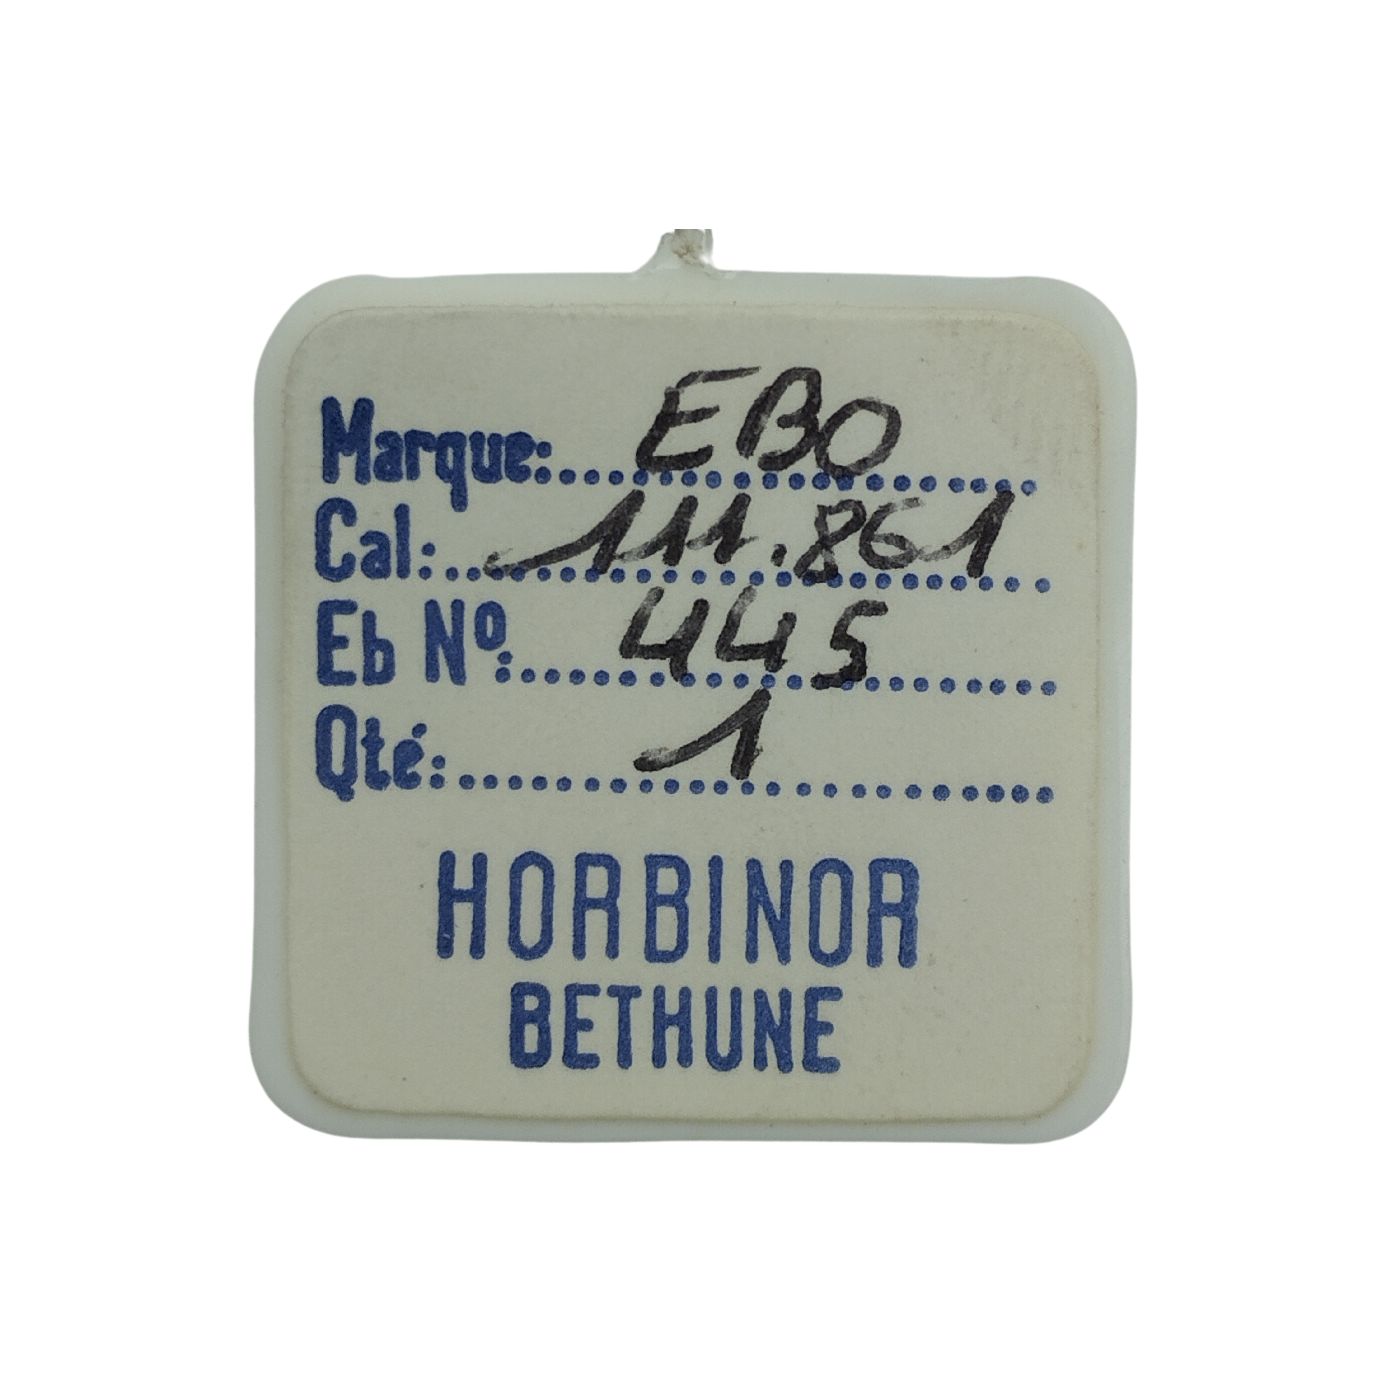 Marque: EBO
Cal: 111.861
Eb Nº: 445
Qté: 1
HORBINOR
BETHUNE